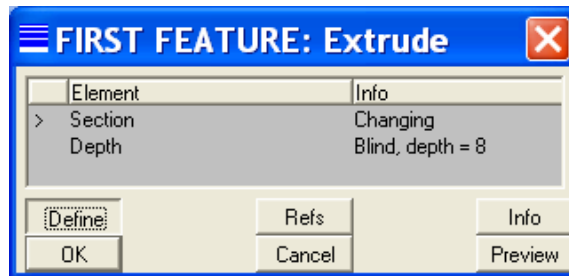 FIRST FEATURE: Extrude
Element Info
> Section Changing
Depth Blind, depth = 8
Define Refs Info
OK Cancel Preview